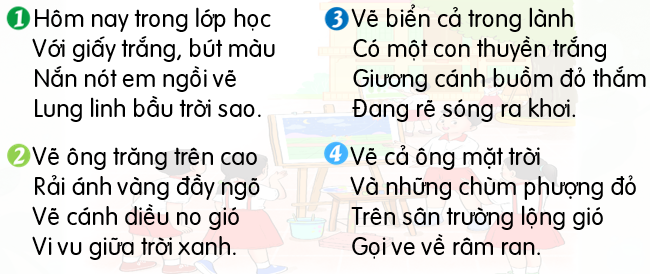 1 Hôm nay trong lớp học
Với giấy trắng, bút màu
Nắn nót em ngồi vẽ
Lung linh bầu trời sao.
2 Vẽ ông trăng trên cao
Rải ánh vàng đầy ngõ
Vẽ cánh diều no gió
Vi vu giữa trời xanh.
3 Vẽ biển cả trong lành
Có một con thuyền trắng
Giương cánh buồm đỏ thắm
Đang rẽ sóng ra khơi.
4 Vẽ cả ông mặt trời
Và những chùm phượng đỏ
Trên sân trường lộng gió
Gọi ve về râm ran.